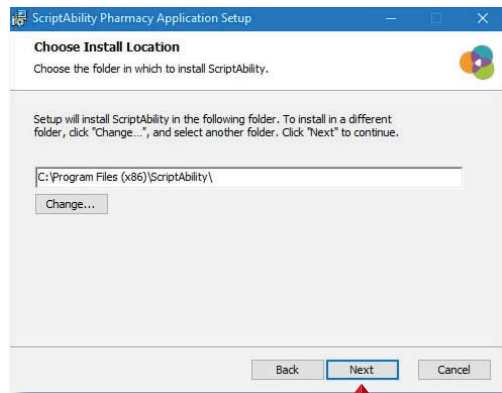 ScriptAbility Pharmacy Application Setup
Choose Install Location
Choose the folder in which to install ScriptAbility.
Setup will install ScriptAbility in the following folder. To install in a different
folder, click "Change...", and select another folder. Click "Next" to continue.
C:\Program Files (x86)\ScriptAbility\
Change...
Back Next Cancel